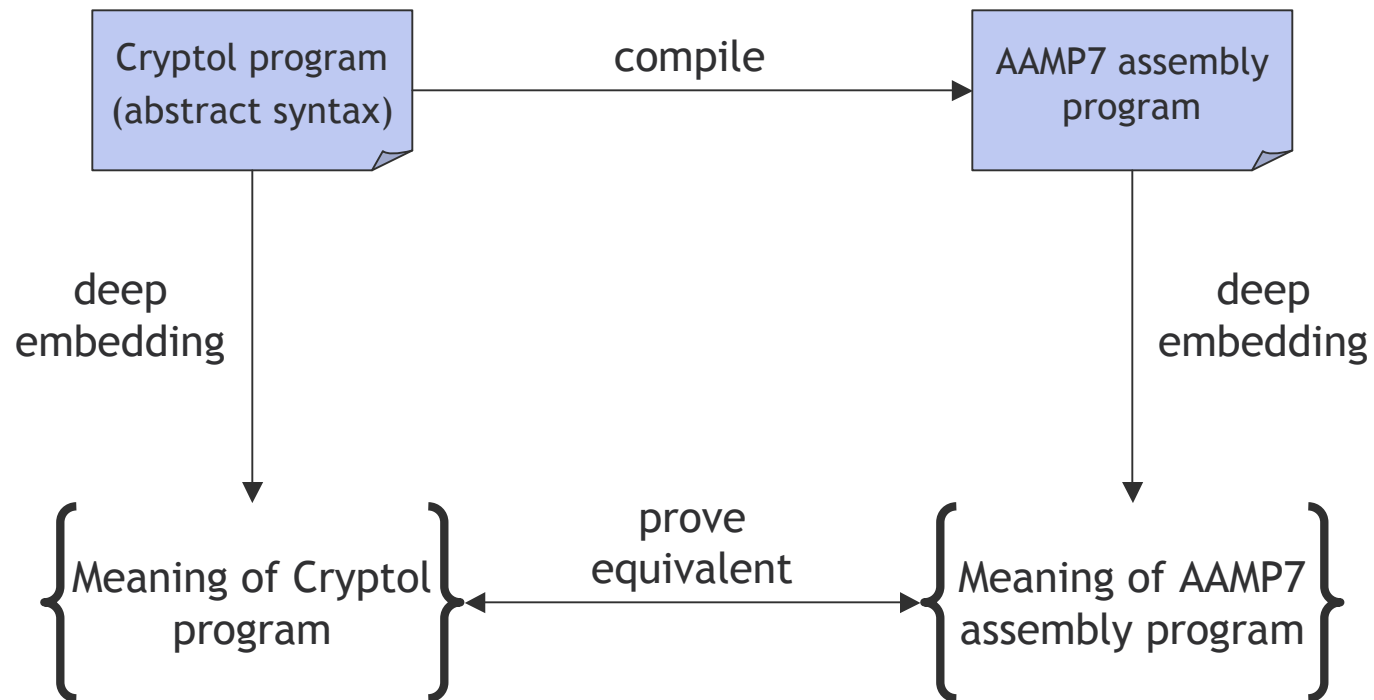 Cryptol program
(abstract syntax)
compile
AAMP7 assembly
program
deep
embedding
deep
embedding
Meaning of Cryptol
program
prove
equivalent
Meaning of AAMP7
assembly program